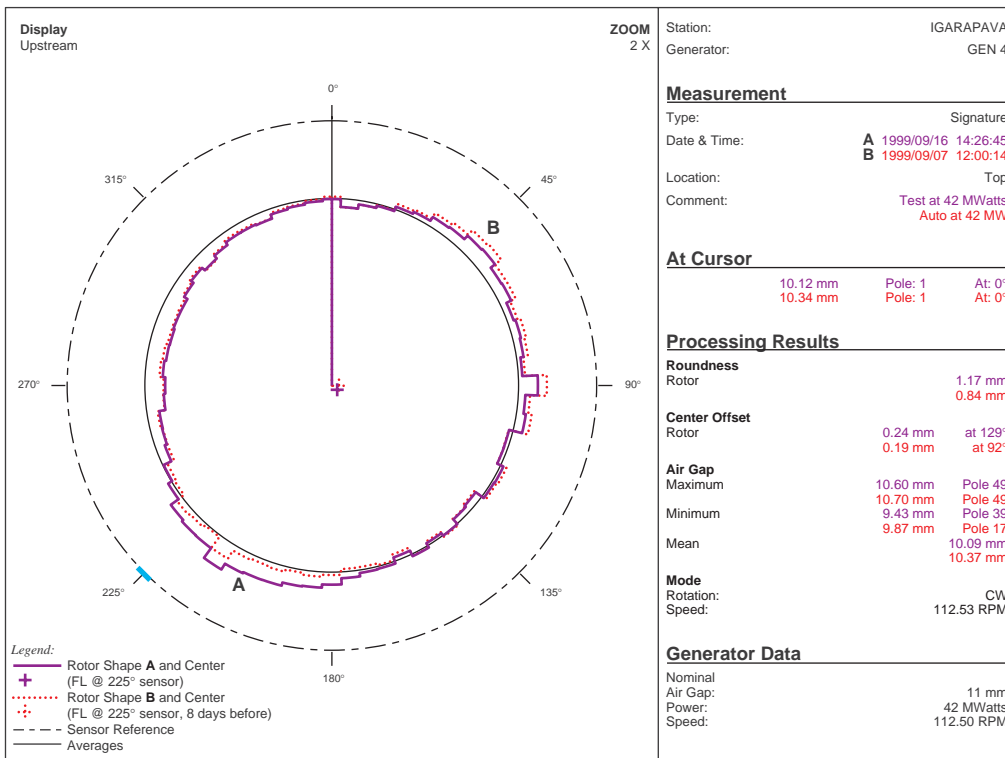 Display
Upstream
ZOOM
2 X
0°
45°
90°
135°
180°
225°
270°
315°
B
A
Legend:
Rotor Shape A and Center
(FL @ 225° sensor)
Rotor Shape B and Center
(FL @ 225° sensor, 8 days before)
Sensor Reference
Averages
Station: IGARAPAVA
Generator: GEN 4
Measurement
Type: Signature
Date & Time: A 1999/09/16 14:26:45
B 1999/09/07 12:00:14
Location: Top
Comment: Test at 42 MWatts
Auto at 42 MW
At Cursor
10.12 mm Pole: 1 At: 0°
10.34 mm Pole: 1 At: 0°
Processing Results
Roundness
Rotor 1.17 mm
0.84 mm
Center Offset
Rotor 0.24 mm at 129°
0.19 mm at 92°
Air Gap
Maximum 10.60 mm Pole 49
10.70 mm Pole 49
Minimum 9.43 mm Pole 39
9.87 mm Pole 17
Mean 10.09 mm
10.37 mm
Mode
Rotation: CW
Speed: 112.53 RPM
Generator Data
Nominal
Air Gap: 11 mm
Power: 42 MWatts
Speed: 112.50 RPM